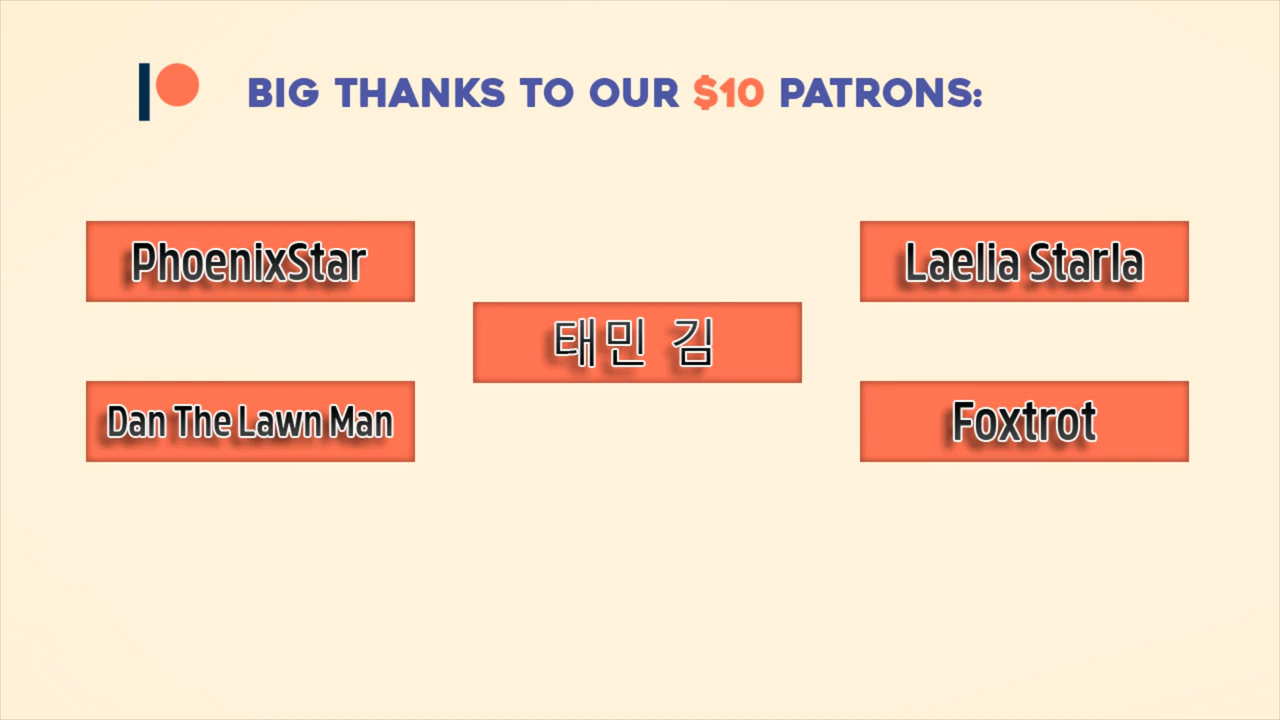 BIG THANKS TO OUR $10 PATRONS:
PhoenixStar
Laelia Starla
태민 김
Dan The Lawn Man
Foxtrot